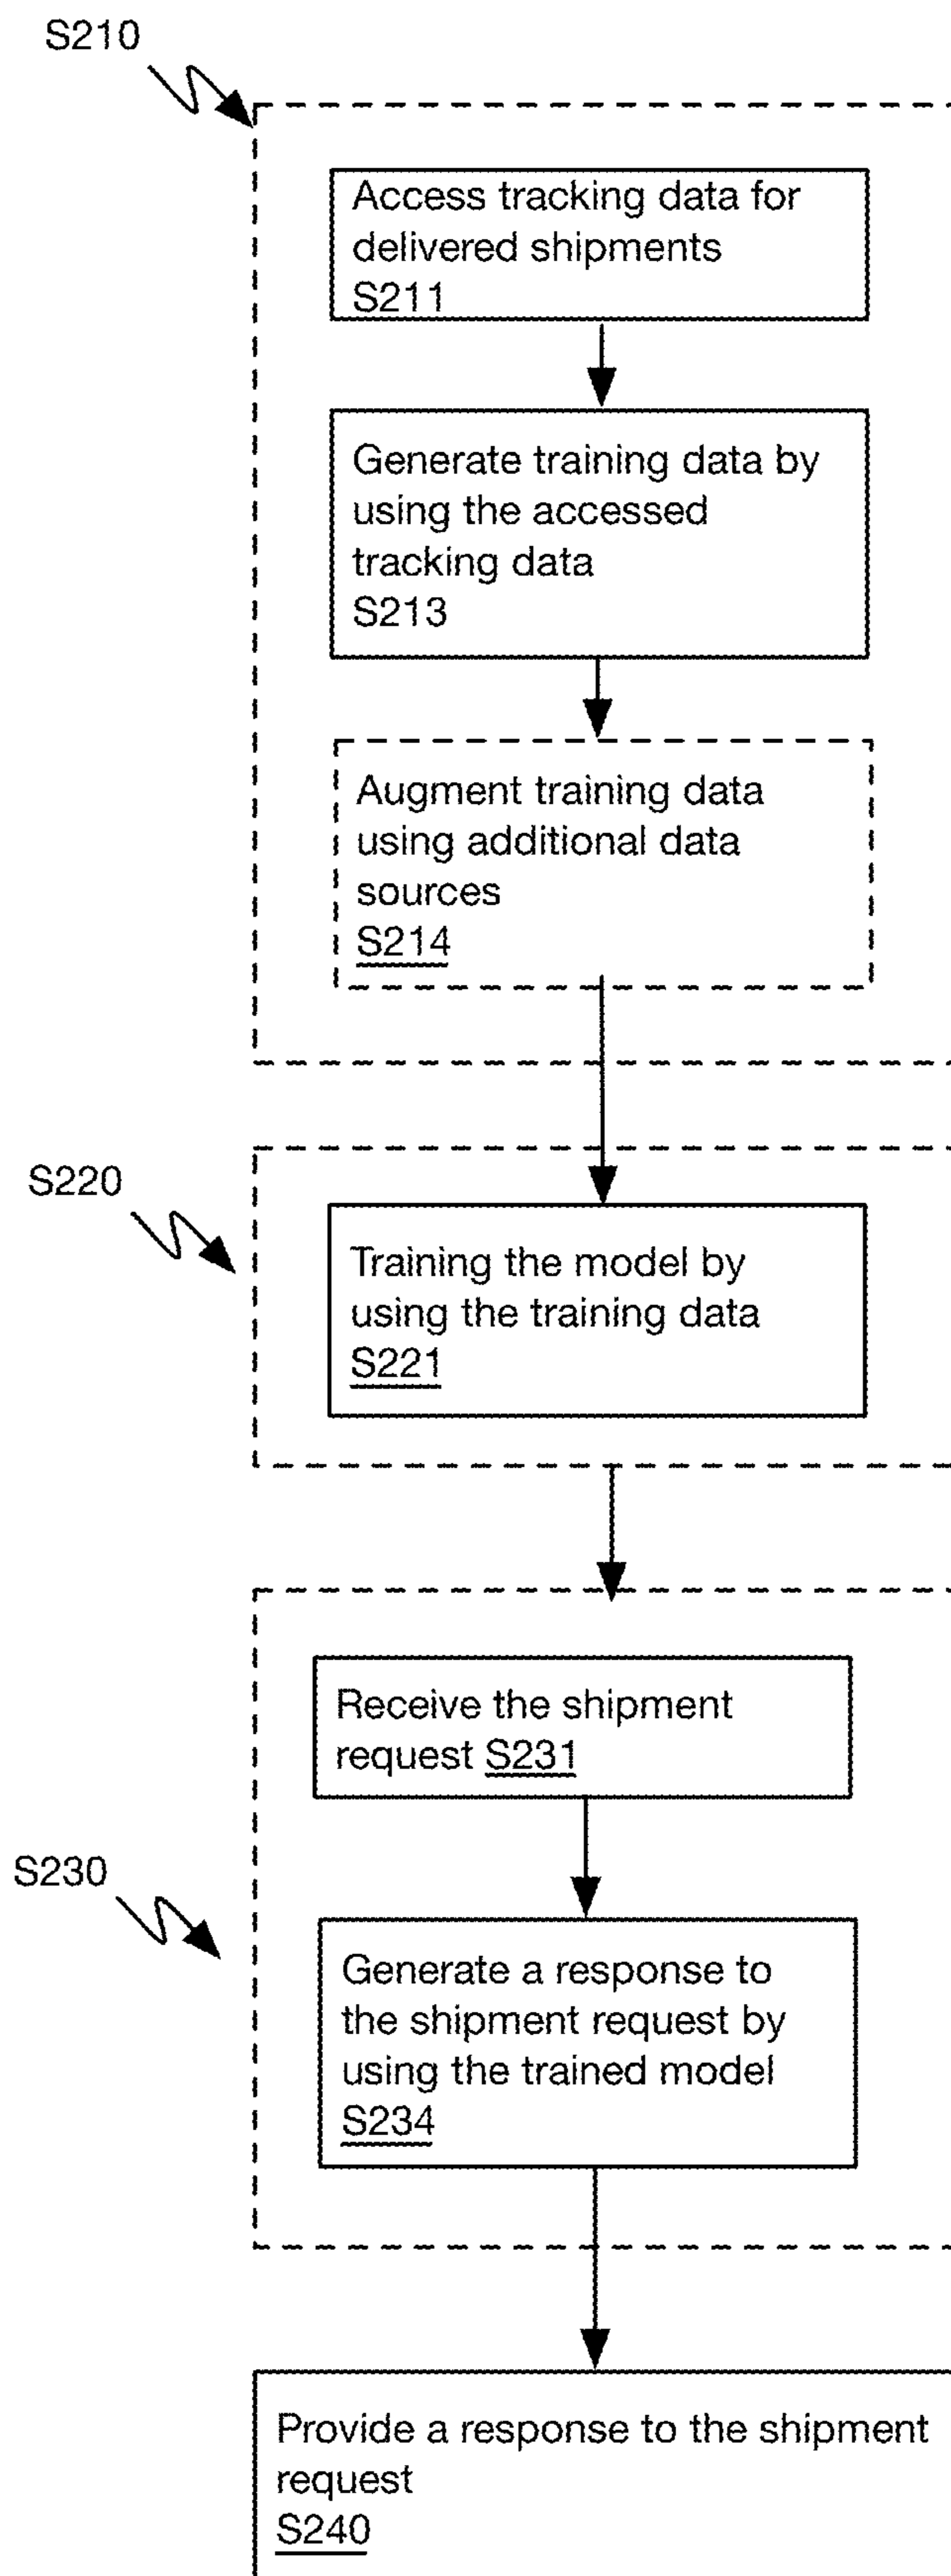 S210
Access tracking data for
delivered shipments
S211
Generate training data by
using the accessed
tracking data
S213
Augment training data
using additional data
sources
S214
S220
Training the model by
using the training data
S221
Receive the shipment
request S231
S230
Generate a response to
the shipment request by
using the trained model
S234
Provide a response to the shipment
request
S240